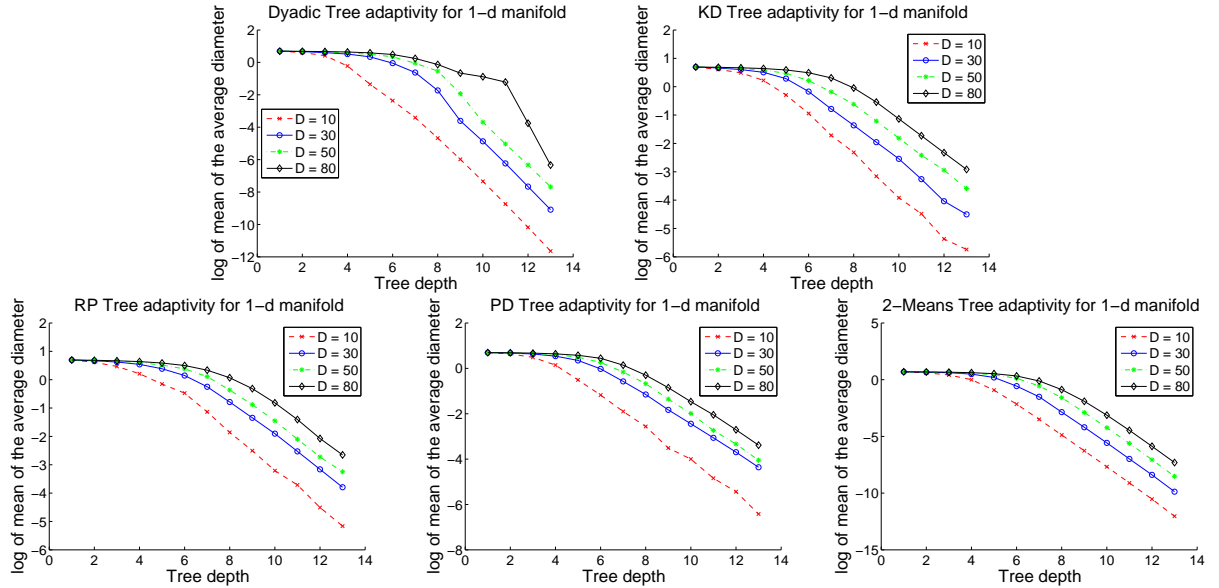 Dyadic Tree adaptivity for 1−d manifold
log of mean of the average diameter
2
0
−2
−4
−6
−8
−10
−12
0 2 4 6 8 10 12 14
Tree depth
D = 10
D = 30
D = 50
D = 80
KD Tree adaptivity for 1−d manifold
log of mean of the average diameter
2
1
0
−1
−2
−3
−4
−5
−6
0 2 4 6 8 10 12 14
Tree depth
D = 10
D = 30
D = 50
D = 80
RP Tree adaptivity for 1−d manifold
log of mean of the average diameter
2
1
0
−1
−2
−3
−4
−5
−6
0 2 4 6 8 10 12 14
Tree depth
D = 10
D = 30
D = 50
D = 80
PD Tree adaptivity for 1−d manifold
log of mean of the average diameter
2
0
−2
−4
−6
−8
0 2 4 6 8 10 12 14
Tree depth
D = 10
D = 30
D = 50
D = 80
2−Means Tree adaptivity for 1−d manifold
log of mean of the average diameter
5
0
−5
−10
−15
0 2 4 6 8 10 12 14
Tree depth
D = 10
D = 30
D = 50
D = 80